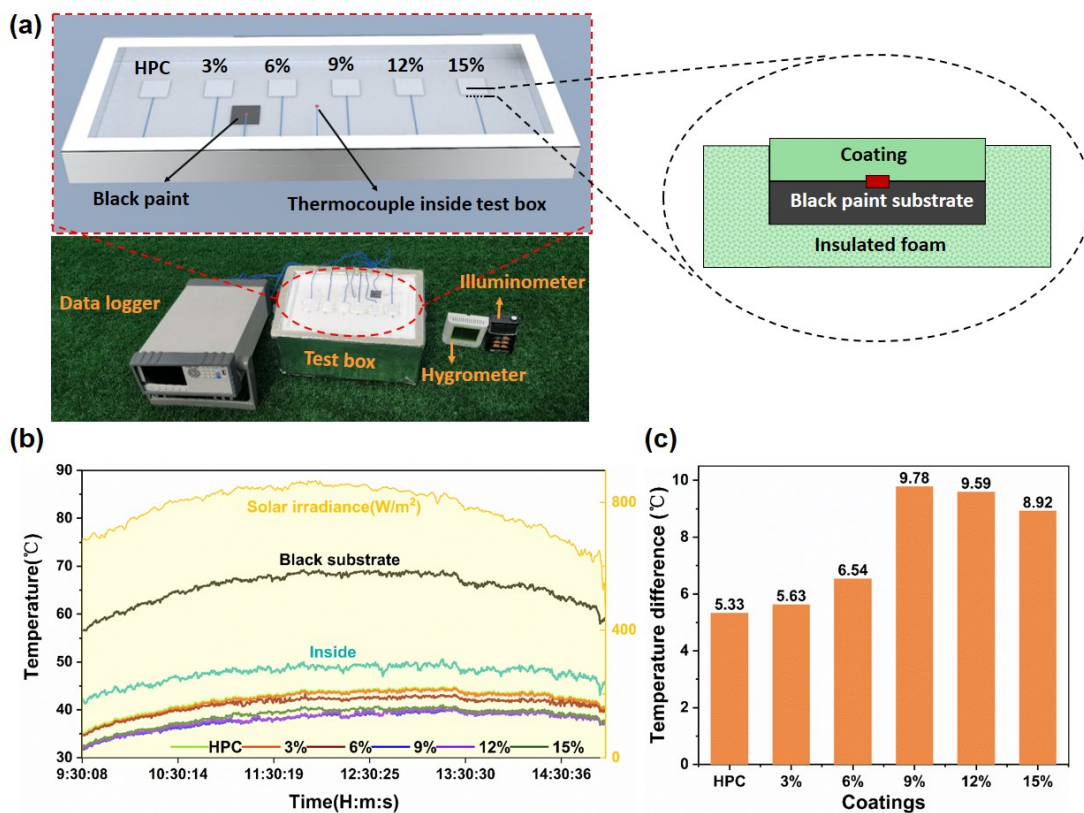 (a)
HPC 3% 6% 9% 12% 15%
Black paint
Thermocouple inside test box
Coating
Black paint substrate
Insulated foam
Data logger
Test box
Illuminometer
Hygrometer
(b)
Temperature(℃)
90
80
70
60
50
40
30
Solar irradiance(W/m²)
Black substrate
Inside
HPC 3% 6% 9% 12% 15%
800
400
0
9:30:08 10:30:14 11:30:19 12:30:25 13:30:30 14:30:36
Time(H:m:s)
(c)
Temperature difference (℃)
10
8
6
4
2
0
5.33 5.63 6.54 9.78 9.59 8.92
HPC 3% 6% 9% 12% 15%
Coatings